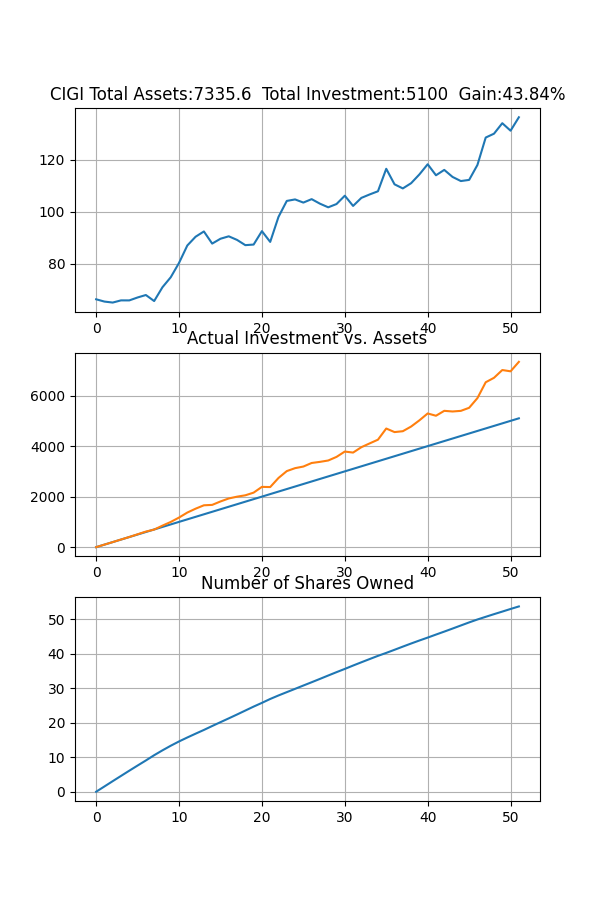 CIGI Total Assets:7335.6  Total Investment:5100  Gain:43.84%
120
100
80
0 10 20 30 40 50
Actual Investment vs. Assets
6000
4000
2000
0
0 10 20 30 40 50
Number of Shares Owned
50
40
30
20
10
0
0 10 20 30 40 50